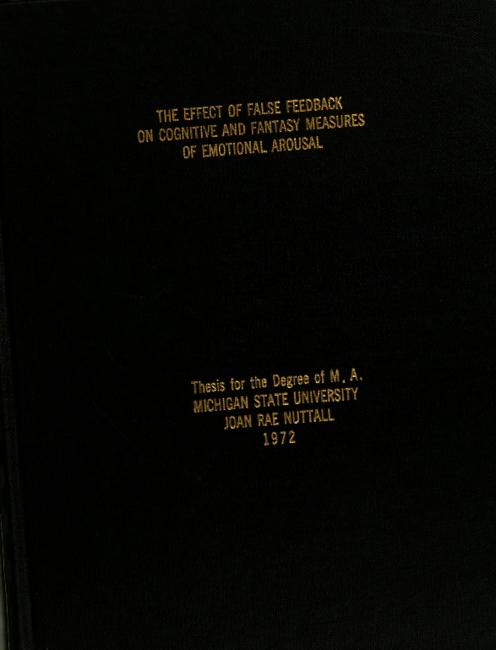 THE EFFECT OF FALSE FEEDBACK
ON COGNITIVE AND FANTASY MEASURES
OF EMOTIONAL AROUSAL
Thesis for the Degree of M. A.
MICHIGAN STATE UNIVERSITY
JOAN RAE NUTTALL
1972